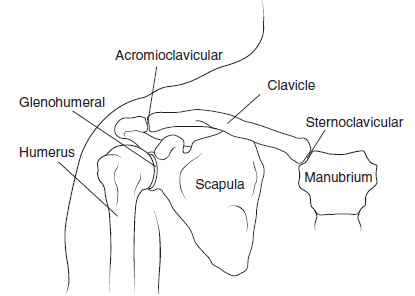 Acromioclavicular
Clavicle
Glenohumeral
Sternoclavicular
Humerus
Scapula
Manubrium